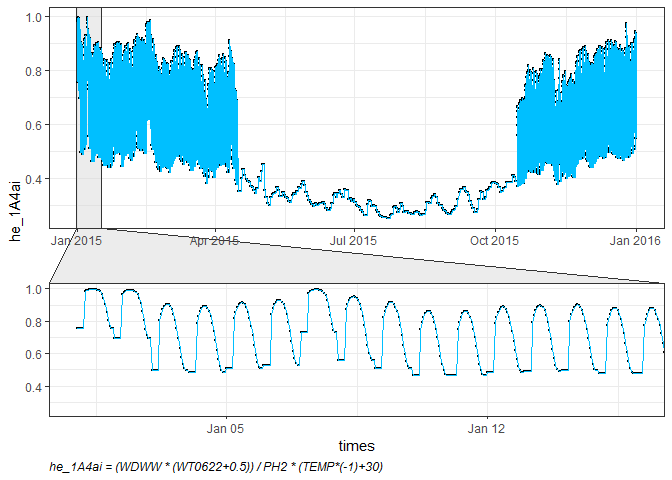 1.0
0.8
0.6
0.4
he_1A4ai
Jan 2015
Apr 2015
Jul 2015
Oct 2015
Jan 2016
1.0
0.8
0.6
0.4
Jan 05
Jan 12
times
he_1A4ai = (WDWW * (WT0622+0.5)) / PH2 * (TEMP*(-1)+30)